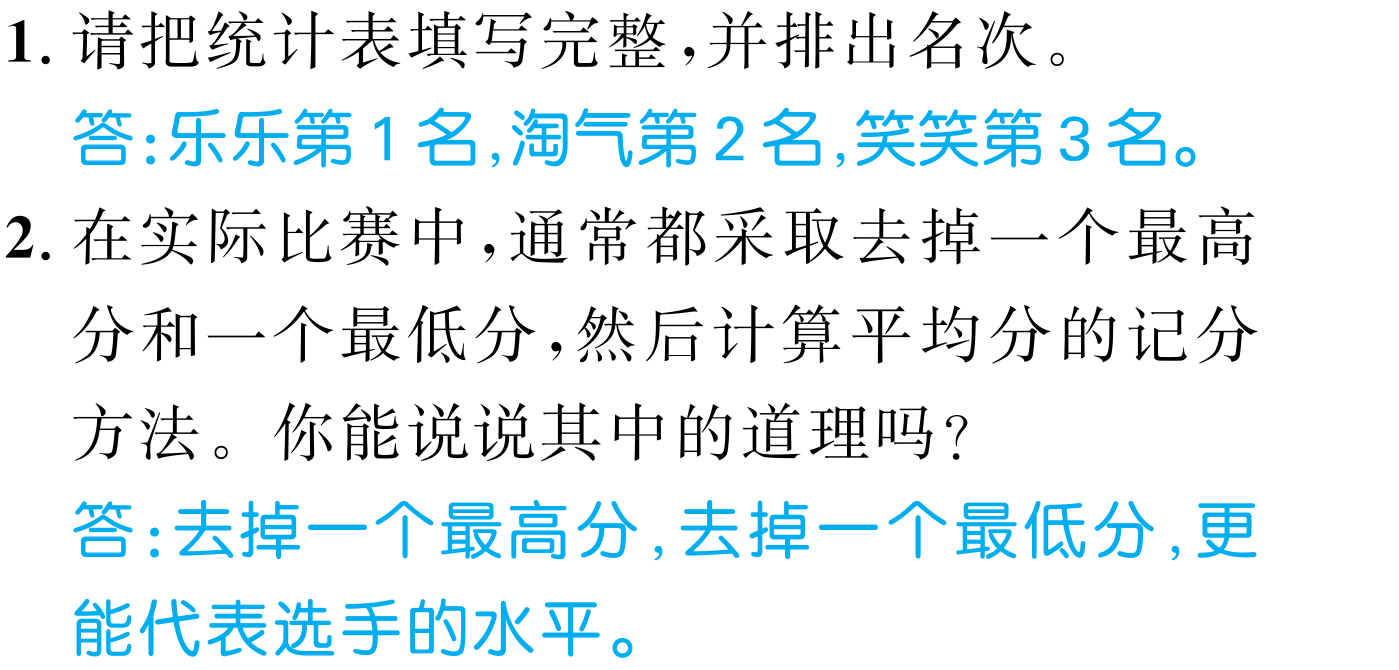 1. 请把统计表填写完整,并排出名次。
答:乐乐第1名,淘气第2名,笑笑第3名。
2. 在实际比赛中,通常都采取去掉一个最高
分和一个最低分,然后计算平均分的记分
方法。你能说说其中的道理吗?
答:去掉一个最高分,去掉一个最低分,更
能代表选手的水平。